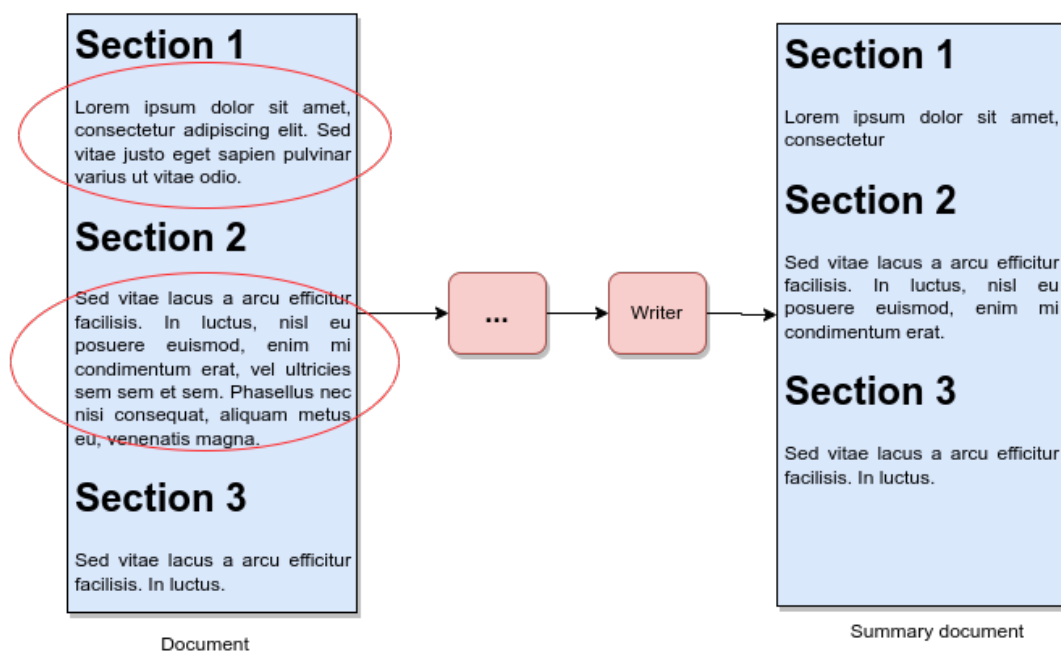 Section 1
Lorem ipsum dolor sit amet,
consectetur adipiscing elit. Sed
vitae justo eget sapien pulvinar
varius ut vitae odio.
Section 2
Sed vitae lacus a arcu efficitur
facilisis. In luctus, nisl eu
posuere euismod, enim mi
condimentum erat, vel ultricies
sem sem et sem. Phasellus nec
nisi consequat, aliquam metus
eu, venenatis magna.
Section 3
Sed vitae lacus a arcu efficitur
facilisis. In luctus.
Document
...
Writer
Section 1
Lorem ipsum dolor sit amet,
consectetur
Section 2
Sed vitae lacus a arcu efficitur
facilisis. In luctus, nisl eu
posuere euismod, enim mi
condimentum erat.
Section 3
Sed vitae lacus a arcu efficitur
facilisis. In luctus.
Summary document